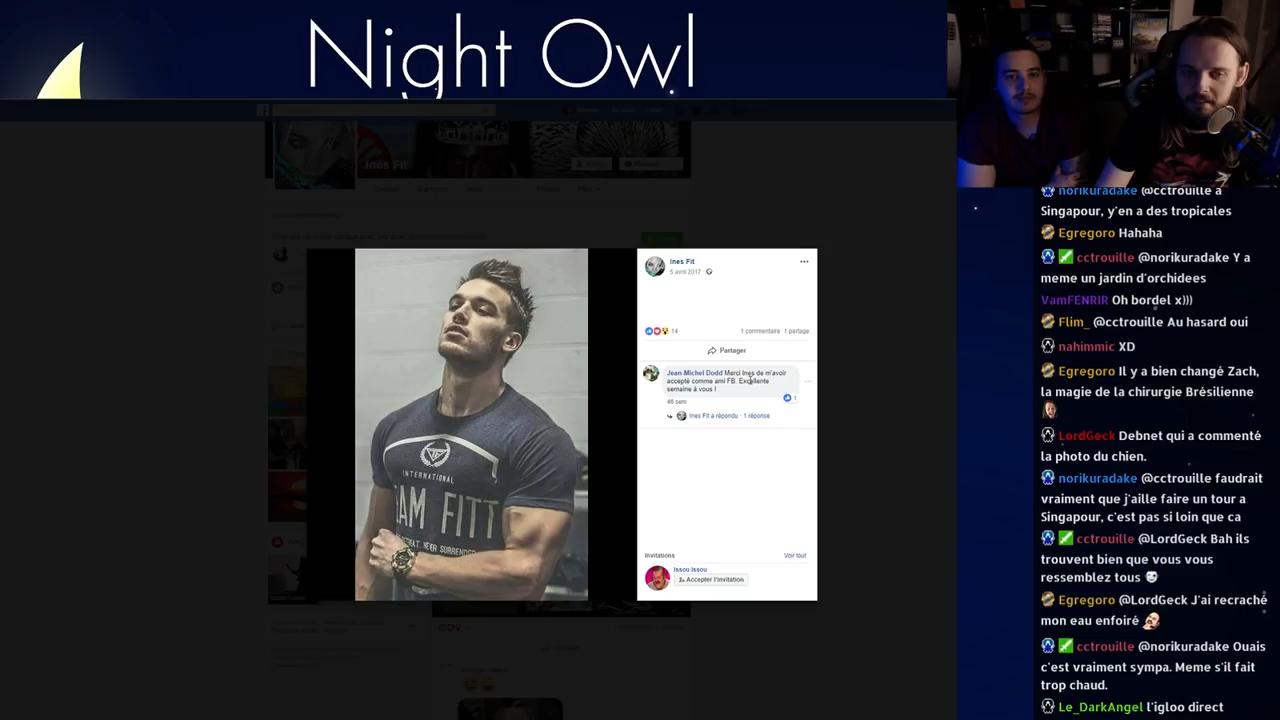 Night Owl
Ines Fit
INTERNATIONAL
AM FITT
NEVER SURRENDER
Ines Fit
5 avril 2017
14
1 commentaire 1 partage
Partager
Jean-Michel Dodd Merci Ines de m'avoir
accepté comme ami FB. Excellente
semaine à vous !
1
46 sem
Ines Fit a répondu · 1 réponse
Invitations
Voir tout
Issou Issou
Accepter l'invitation
norikuradake @cctrouille a
Singapour, y'en a des tropicales
Egregoro Hahaha
cctrouille @norikuradake Y a
meme un jardin d'orchidees
VamFENRIR Oh bordel x)))
Flim_ @cctrouille Au hasard oui
nahimmic XD
Egregoro Il y a bien changé Zach,
la magie de la chirurgie Brésilienne
LordGeck Debnet qui a commenté
la photo du chien.
norikuradake @cctrouille faudrait
vraiment que j'aille faire un tour a
Singapour, c'est pas si loin que ca
cctrouille @LordGeck Bah ils
trouvent bien que vous vous
ressemblez tous
Egregoro @LordGeck J'ai recraché
mon eau enfoiré
cctrouille @norikuradake Ouais
c'est vraiment sympa. Meme s'il fait
trop chaud.
Le_DarkAngel l'igloo direct